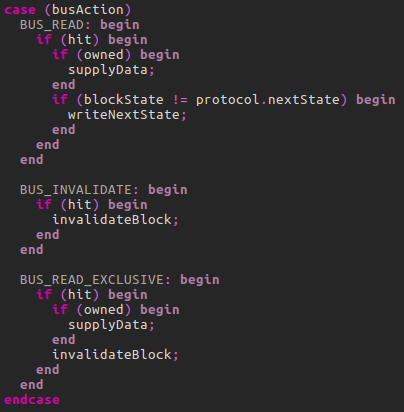 case (busAction)
  BUS_READ: begin
    if (hit) begin
      if (owned) begin
        supplyData;
      end
      if (blockState != protocol.nextState) begin
        writeNextState;
      end
    end
  end

  BUS_INVALIDATE: begin
    if (hit) begin
      invalidateBlock;
    end
  end

  BUS_READ_EXCLUSIVE: begin
    if (hit) begin
      if (owned) begin
        supplyData;
      end
      invalidateBlock;
    end
  end
endcase